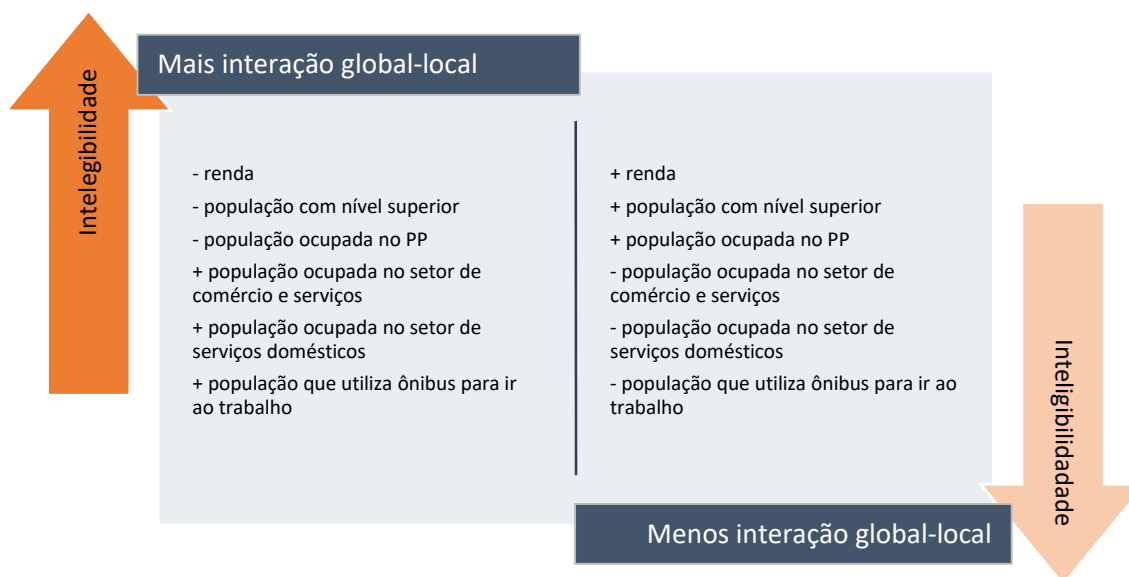 Intelegibilidade
Mais interação global-local
- renda
- população com nível superior
- população ocupada no PP
+ população ocupada no setor de
comércio e serviços
+ população ocupada no setor de
serviços domésticos
+ população que utiliza ônibus para ir
ao trabalho
+ renda
+ população com nível superior
+ população ocupada no PP
- população ocupada no setor de
comércio e serviços
- população ocupada no setor de
serviços domésticos
- população que utiliza ônibus para ir ao
trabalho
Inteligibilidadade
Menos interação global-local